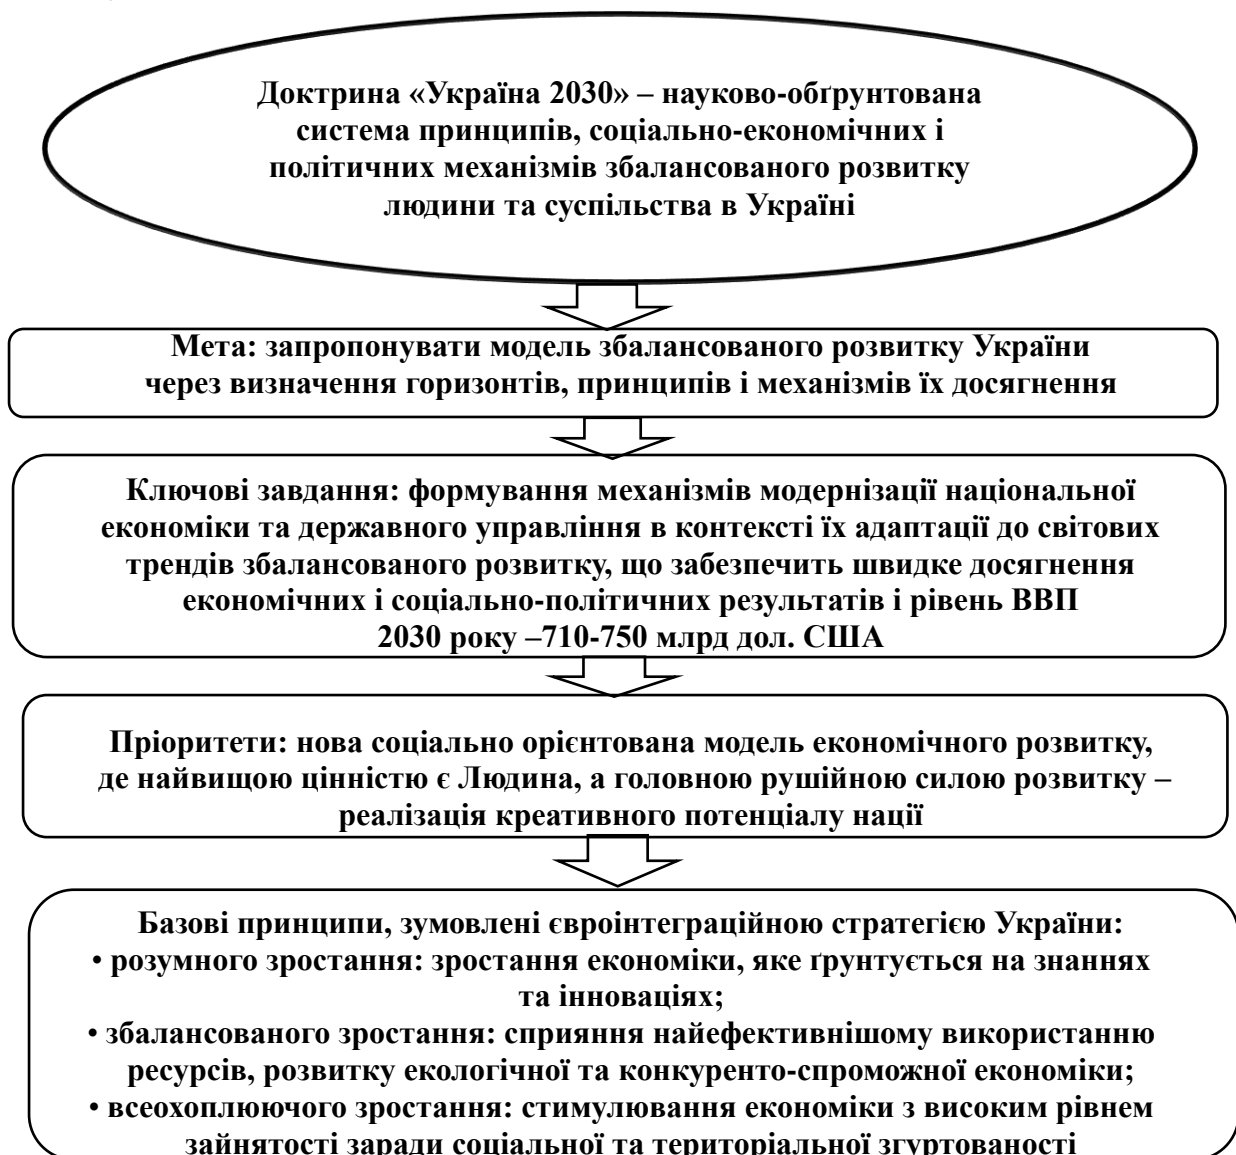 Доктрина «Україна 2030» – науково-обґрунтована
система принципів, соціально-економічних і
політичних механізмів збалансованого розвитку
людини та суспільства в Україні
Мета: запропонувати модель збалансованого розвитку України
через визначення горизонтів, принципів і механізмів їх досягнення
Ключові завдання: формування механізмів модернізації національної
економіки та державного управління в контексті їх адаптації до світових
трендів збалансованого розвитку, що забезпечить швидке досягнення
економічних і соціально-політичних результатів і рівень ВВП
2030 року –710-750 млрд дол. США
Пріоритети: нова соціально орієнтована модель економічного розвитку,
де найвищою цінністю є Людина, а головною рушійною силою розвитку –
реалізація креативного потенціалу нації
Базові принципи, зумовлені євроінтеграційною стратегією України:
• розумного зростання: зростання економіки, яке ґрунтується на знаннях
та інноваціях;
• збалансованого зростання: сприяння найефективнішому використанню
ресурсів, розвитку екологічної та конкуренто-спроможної економіки;
• всеохоплюючого зростання: стимулювання економіки з високим рівнем
зайнятості заради соціальної та територіальної згуртованості